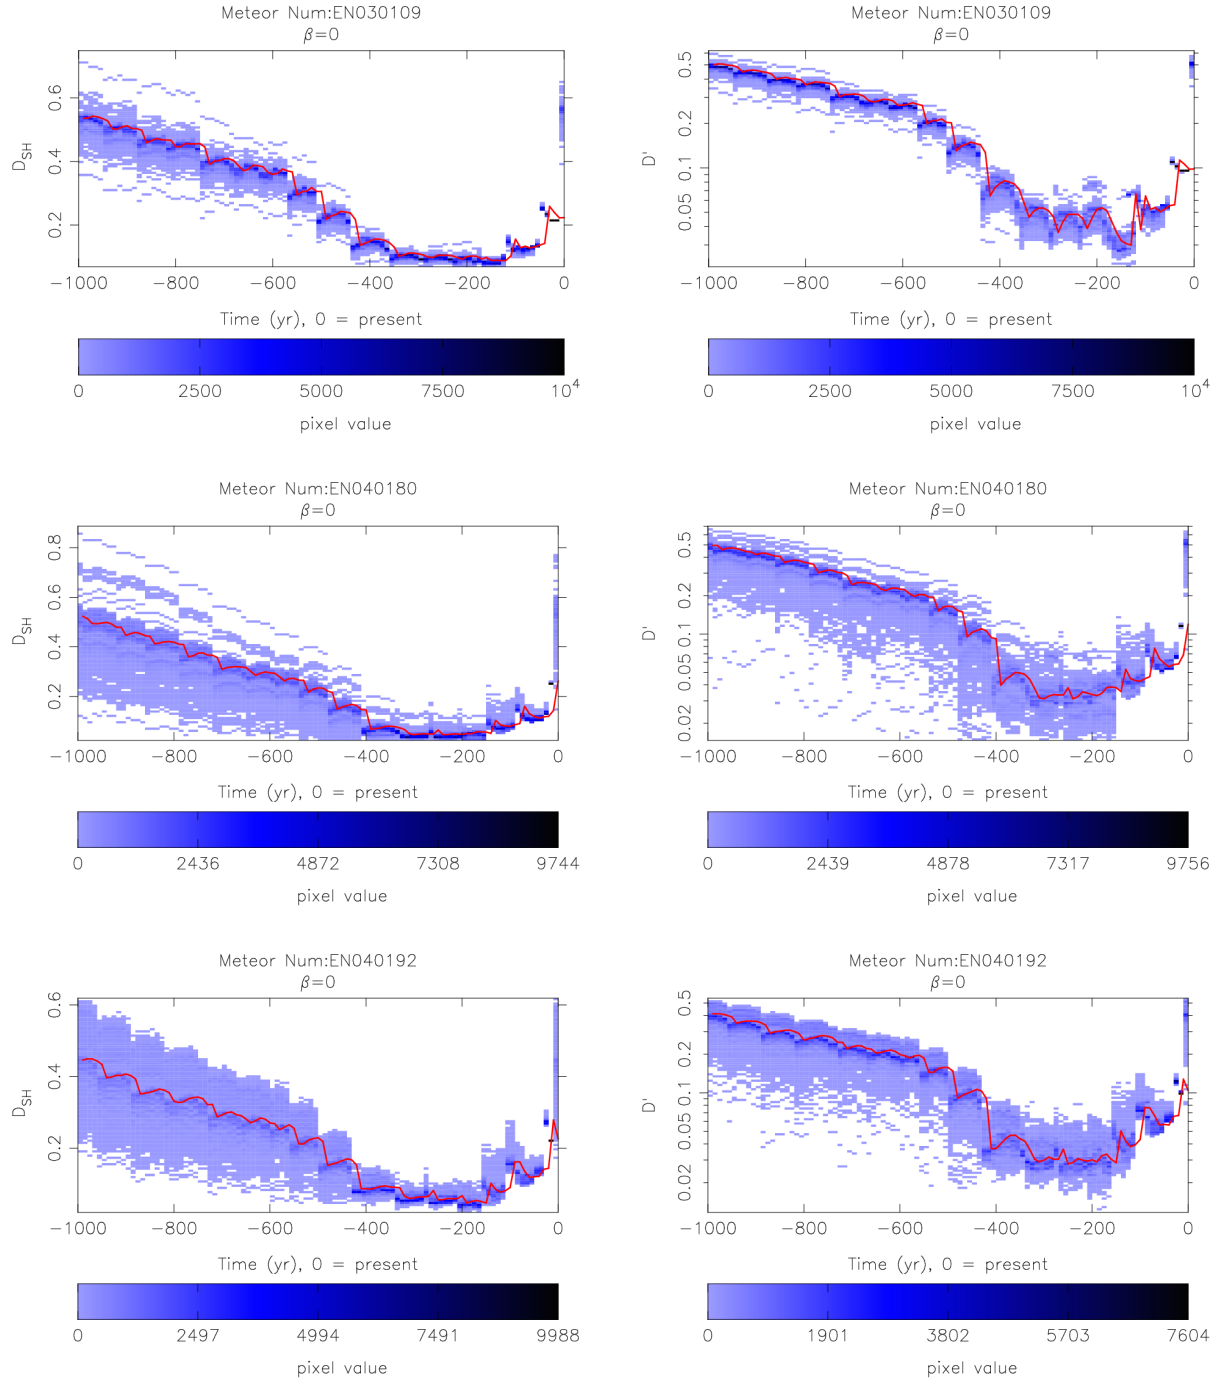 Meteor Num:EN030109
β=0
D_SH
0.6
0.4
0.2
−1000 −800 −600 −400 −200 0
Time (yr), 0 = present
0 2500 5000 7500 10⁴
pixel value
Meteor Num:EN030109
β=0
D'
0.5
0.2
0.1
0.05
−1000 −800 −600 −400 −200 0
Time (yr), 0 = present
0 2500 5000 7500 10⁴
pixel value
Meteor Num:EN040180
β=0
D_SH
0.8
0.6
0.4
0.2
−1000 −800 −600 −400 −200 0
Time (yr), 0 = present
0 2436 4872 7308 9744
pixel value
Meteor Num:EN040180
β=0
D'
0.5
0.2
0.1
0.05
0.02
−1000 −800 −600 −400 −200 0
Time (yr), 0 = present
0 2439 4878 7317 9756
pixel value
Meteor Num:EN040192
β=0
D_SH
0.6
0.4
0.2
−1000 −800 −600 −400 −200 0
Time (yr), 0 = present
0 2497 4994 7491 9988
pixel value
Meteor Num:EN040192
β=0
D'
0.5
0.2
0.1
0.05
0.02
−1000 −800 −600 −400 −200 0
Time (yr), 0 = present
0 1901 3802 5703 7604
pixel value